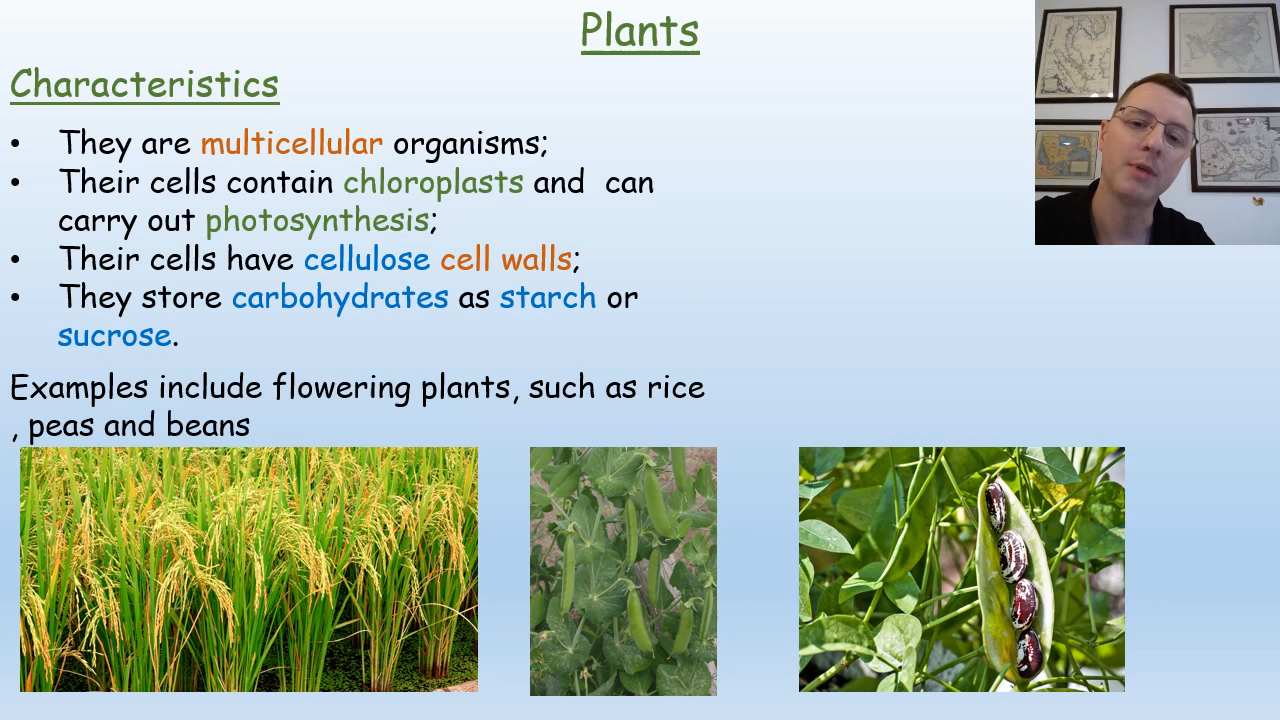 Plants
Characteristics
• They are multicellular organisms;
• Their cells contain chloroplasts and  can
carry out photosynthesis;
• Their cells have cellulose cell walls;
• They store carbohydrates as starch or
sucrose.
Examples include flowering plants, such as rice
, peas and beans